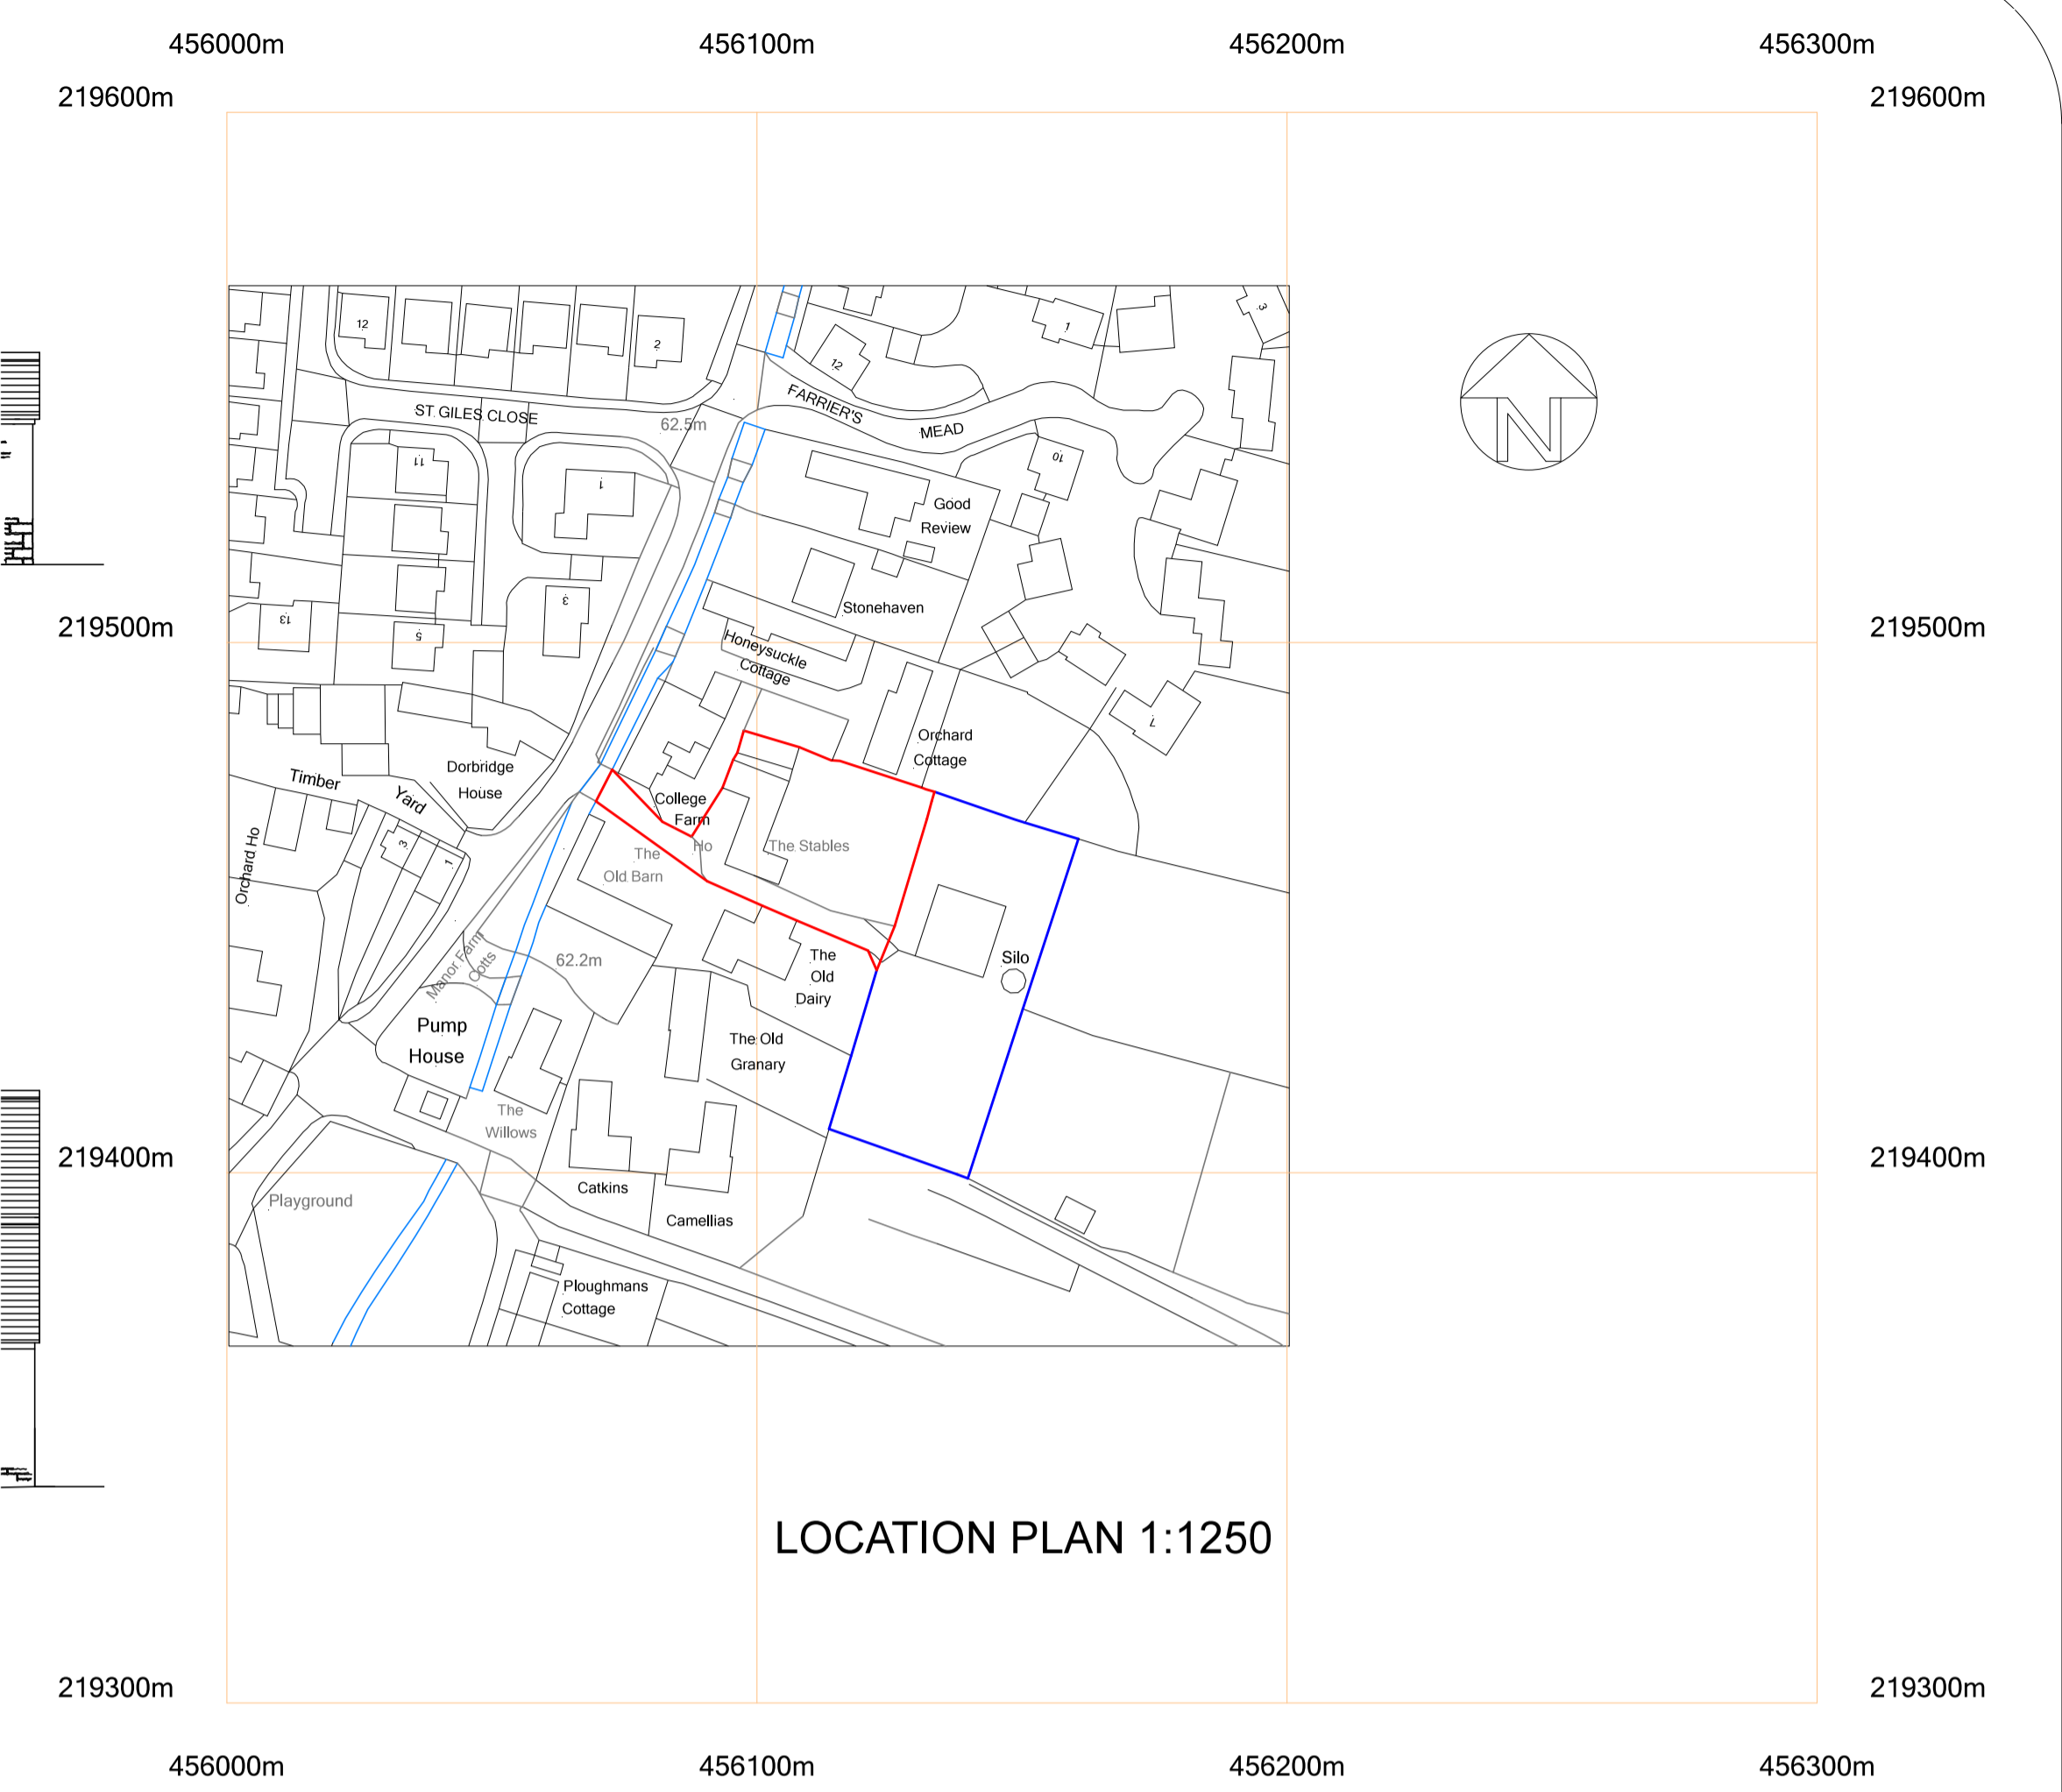 456000m 456100m 456200m 456300m
219600m 219600m
12
2
12
1
3
ST GILES CLOSE
62.5m
FARRIER'S
MEAD
11
1
10
Good
Review
3
Stonehaven
13
5
219500m 219500m
Honeysuckle
Cottage
7
Orchard
Cottage
Dorbridge
House
Timber
Yard
College
Farm
Ho
The Stables
The
Old Barn
Orchard Ho
3
1
Manor Farm
Cotts
62.2m
The
Old
Dairy
Silo
Pump
House
The Old
Granary
The
Willows
219400m 219400m
Playground
Catkins
Camellias
Ploughmans
Cottage
LOCATION PLAN 1:1250
N
219300m 219300m
456000m 456100m 456200m 456300m